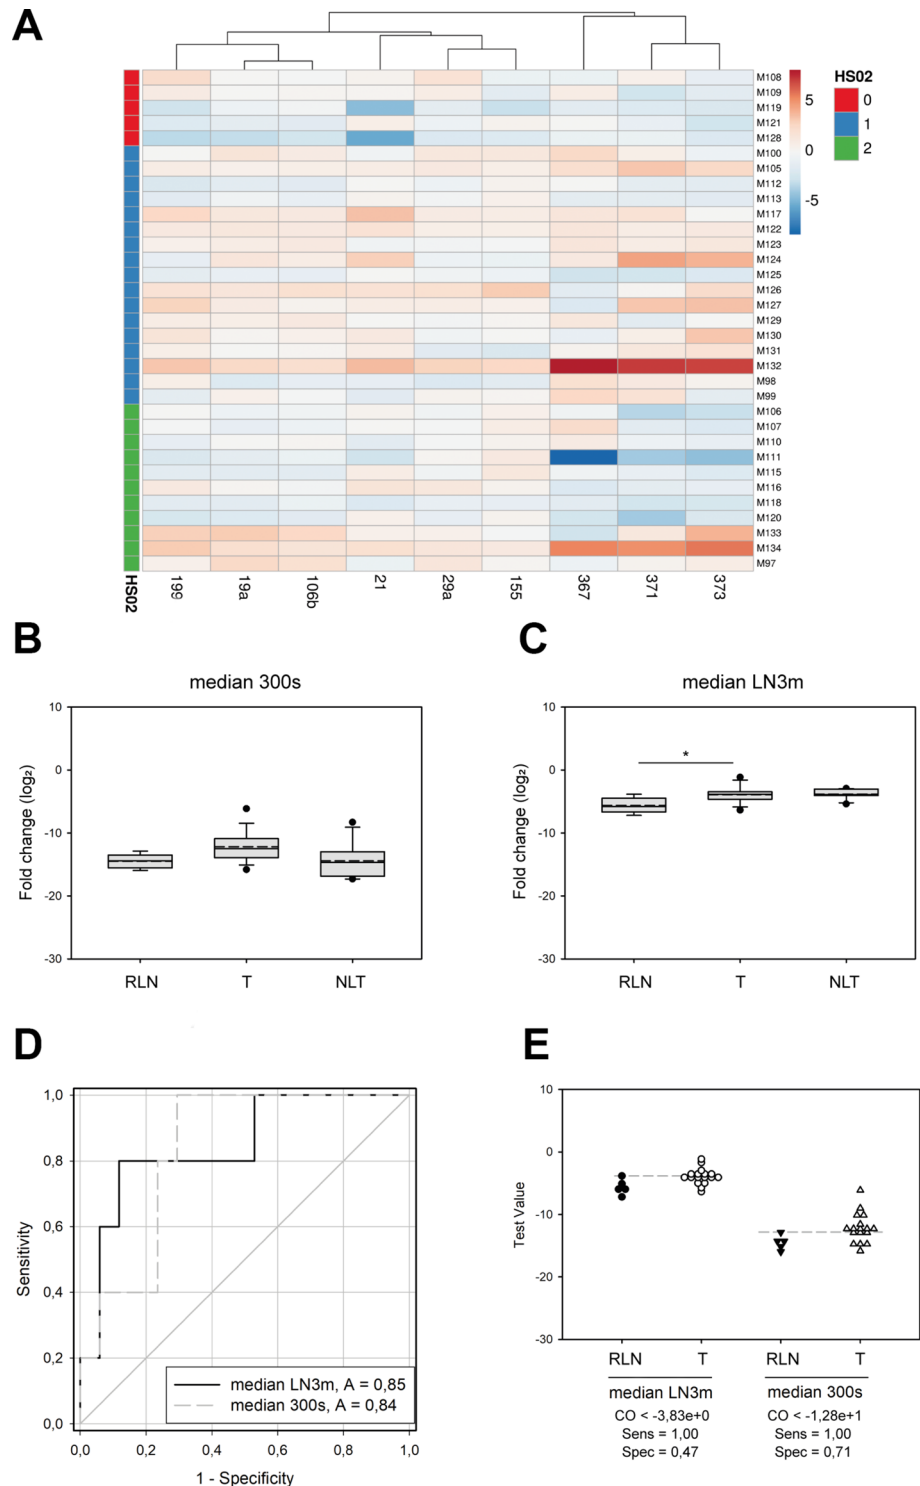 A
HS02
0
1
2
5
0
-5
M108
M109
M119
M121
M128
M100
M105
M112
M113
M117
M122
M123
M124
M125
M126
M127
M129
M130
M131
M132
M98
M99
M106
M107
M110
M111
M115
M116
M118
M120
M133
M134
M97
HS02
199
19a
106b
21
29a
155
367
371
373
B
median 300s
Fold change (log₂)
10
0
-10
-20
-30
RLN T NLT
C
median LN3m
Fold change (log₂)
10
0
-10
-20
-30
*
RLN T NLT
D
Sensitivity
1,0
0,8
0,6
0,4
0,2
0,0
median LN3m, A = 0,85
median 300s, A = 0,84
0,0 0,2 0,4 0,6 0,8 1,0
1 - Specificity
E
Test Value
10
0
-10
-20
-30
RLN T RLN T
median LN3m
CO < -3,83e+0
Sens = 1,00
Spec = 0,47
median 300s
CO < -1,28e+1
Sens = 1,00
Spec = 0,71